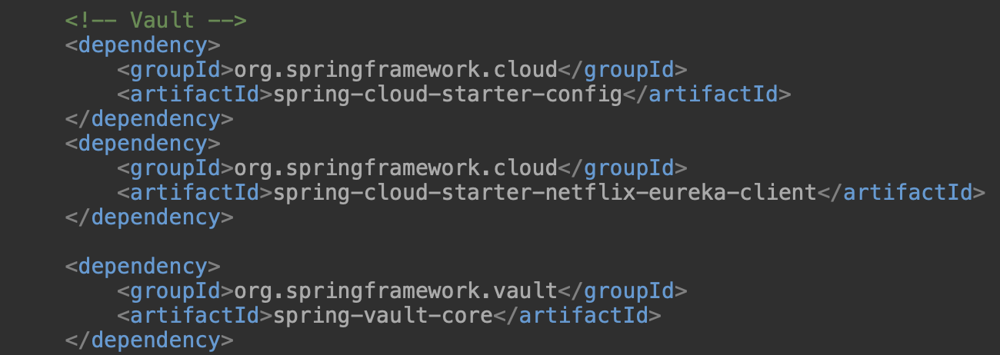 <!-- Vault -->
<dependency>
<groupId>org.springframework.cloud</groupId>
<artifactId>spring-cloud-starter-config</artifactId>
</dependency>
<dependency>
<groupId>org.springframework.cloud</groupId>
<artifactId>spring-cloud-starter-netflix-eureka-client</artifactId>
</dependency>
<dependency>
<groupId>org.springframework.vault</groupId>
<artifactId>spring-vault-core</artifactId>
</dependency>